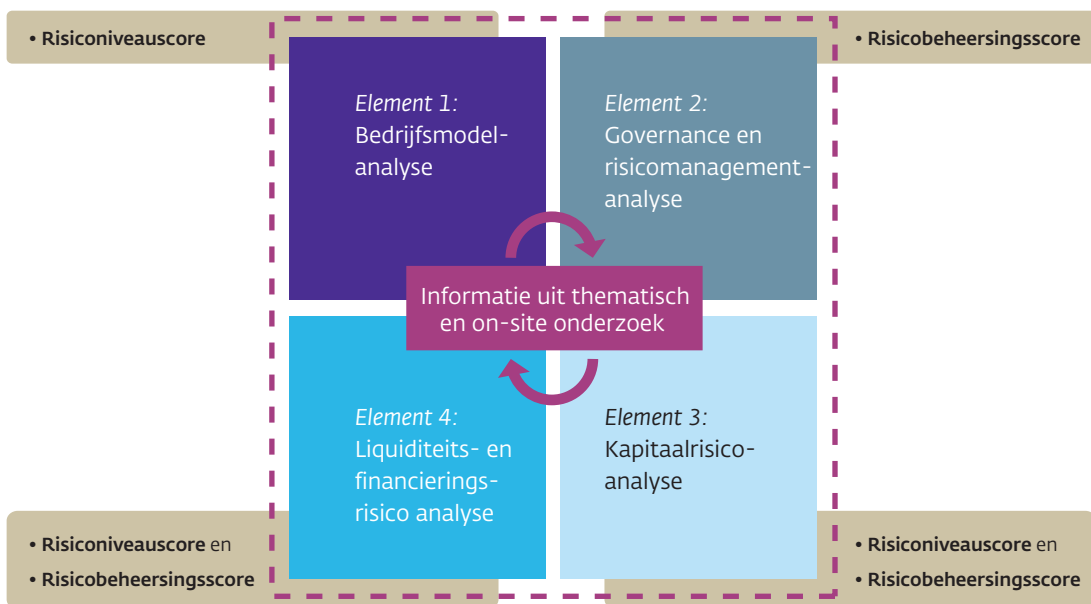 • Risiconiveauscore
• Risicobeheersingsscore
Element 1:
Bedrijfsmodel-
analyse
Element 2:
Governance en
risicomanagement-
analyse
Informatie uit thematisch
en on-site onderzoek
Element 4:
Liquiditeits- en
financierings-
risico analyse
Element 3:
Kapitaalrisico-
analyse
• Risiconiveauscore en
• Risicobeheersingsscore
• Risiconiveauscore en
• Risicobeheersingsscore